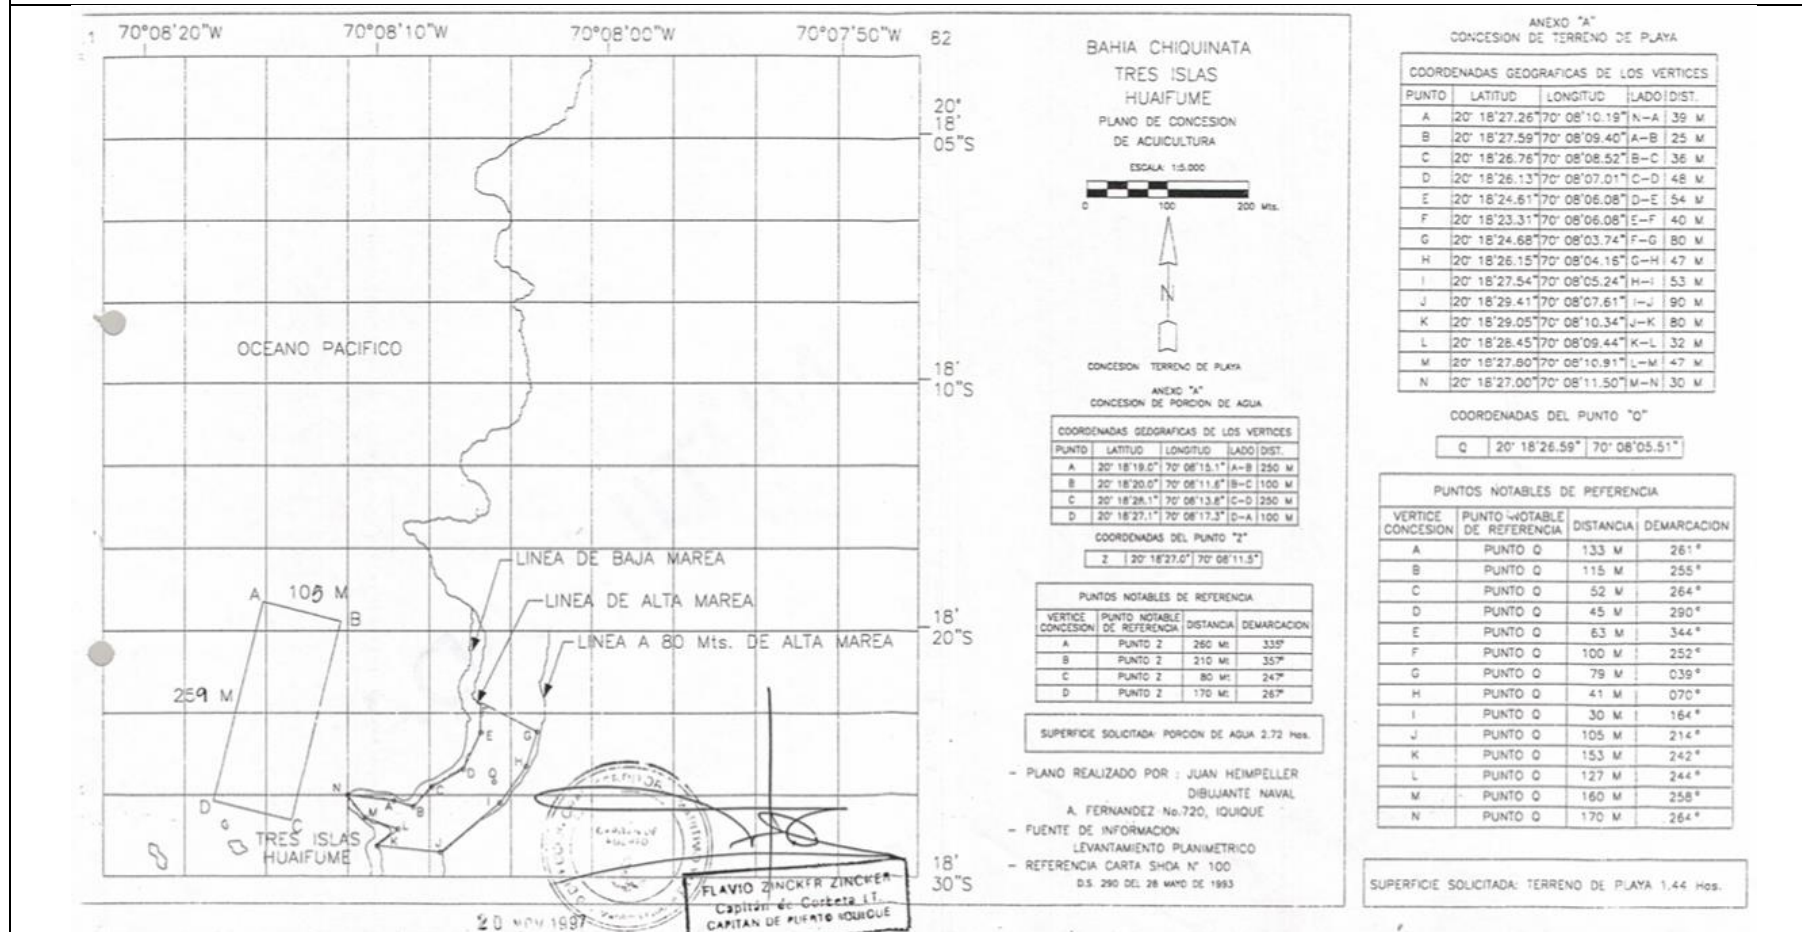 70°08'20"W 70°08'10"W 70°08'00"W 70°07'50"W 82
20°
18'
05"S
OCEANO PACIFICO
18'
10"S
LINEA DE BAJA MAREA
LINEA DE ALTA MAREA
LINEA A 80 Mts. DE ALTA MAREA
18'
20"S
A 105 M B
259 M
D C
TRES ISLAS
HUAIFUME
N M A L K B C D E Q G H I J
18'
30"S
20 NOV 1997
FLAVIO ZINCKER ZINCKER
Capitán de Corbeta LT.
CAPITAN DE PUERTO IQUIQUE
BAHIA CHIQUINATA
TRES ISLAS
HUAIFUME
PLANO DE CONCESION
DE ACUICULTURA
ESCALA: 1:5.000
0 100 200 Mts.
N
CONCESION TERRENO DE PLAYA
ANEXO "A"
CONCESION DE PORCION DE AGUA
COORDENADAS GEOGRAFICAS DE LOS VERTICES
PUNTO LATITUD LONGITUD LADO DIST.
A 20° 18'19.0" 70° 08'15.1" A-B 250 M
B 20° 18'20.0" 70° 08'11.6" B-C 100 M
C 20° 18'28.1" 70° 08'13.8" C-D 250 M
D 20° 18'27.1" 70° 08'17.3" D-A 100 M
COORDENADAS DEL PUNTO "Z"
Z 20° 18'27.0" 70° 08'11.5"
PUNTOS NOTABLES DE REFERENCIA
VERTICE CONCESION PUNTO NOTABLE DE REFERENCIA DISTANCIA DEMARCACION
A PUNTO Z 260 Mt 335°
B PUNTO Z 210 Mt 357°
C PUNTO Z 80 Mt 247°
D PUNTO Z 170 Mt 267°
SUPERFICIE SOLICITADA: PORCION DE AGUA 2.72 Has.
- PLANO REALIZADO POR : JUAN HEIMPELLER
DIBUJANTE NAVAL
A. FERNANDEZ No.720, IQUIQUE
- FUENTE DE INFORMACION
LEVANTAMIENTO PLANIMETRICO
- REFERENCIA CARTA SHOA N° 100
D.S. 290 DEL 28 MAYO DE 1993
ANEXO "A"
CONCESION DE TERRENO DE PLAYA
COORDENADAS GEOGRAFICAS DE LOS VERTICES
PUNTO LATITUD LONGITUD LADO DIST.
A 20° 18'27.26" 70° 08'10.19" N-A 39 M
B 20° 18'27.59" 70° 08'09.40" A-B 25 M
C 20° 18'26.76" 70° 08'08.52" B-C 36 M
D 20° 18'26.13" 70° 08'07.01" C-D 48 M
E 20° 18'24.61" 70° 08'06.08" D-E 54 M
F 20° 18'23.31" 70° 08'06.08" E-F 40 M
G 20° 18'24.68" 70° 08'03.74" F-G 80 M
H 20° 18'26.15" 70° 08'04.16" G-H 47 M
I 20° 18'27.54" 70° 08'05.24" H-I 53 M
J 20° 18'29.41" 70° 08'07.61" I-J 90 M
K 20° 18'29.05" 70° 08'10.34" J-K 80 M
L 20° 18'28.45" 70° 08'09.44" K-L 32 M
M 20° 18'27.80" 70° 08'10.91" L-M 47 M
N 20° 18'27.00" 70° 08'11.50" M-N 30 M
COORDENADAS DEL PUNTO "Q"
Q 20° 18'26.59" 70° 08'05.51"
PUNTOS NOTABLES DE REFERENCIA
VERTICE CONCESION PUNTO NOTABLE DE REFERENCIA DISTANCIA DEMARCACION
A PUNTO Q 133 M 261°
B PUNTO Q 115 M 255°
C PUNTO Q 52 M 264°
D PUNTO Q 45 M 290°
E PUNTO Q 63 M 344°
F PUNTO Q 100 M 252°
G PUNTO Q 79 M 039°
H PUNTO Q 41 M 070°
I PUNTO Q 30 M 164°
J PUNTO Q 105 M 214°
K PUNTO Q 153 M 242°
L PUNTO Q 127 M 244°
M PUNTO Q 160 M 258°
N PUNTO Q 170 M 264°
SUPERFICIE SOLICITADA: TERRENO DE PLAYA 1.44 Has.